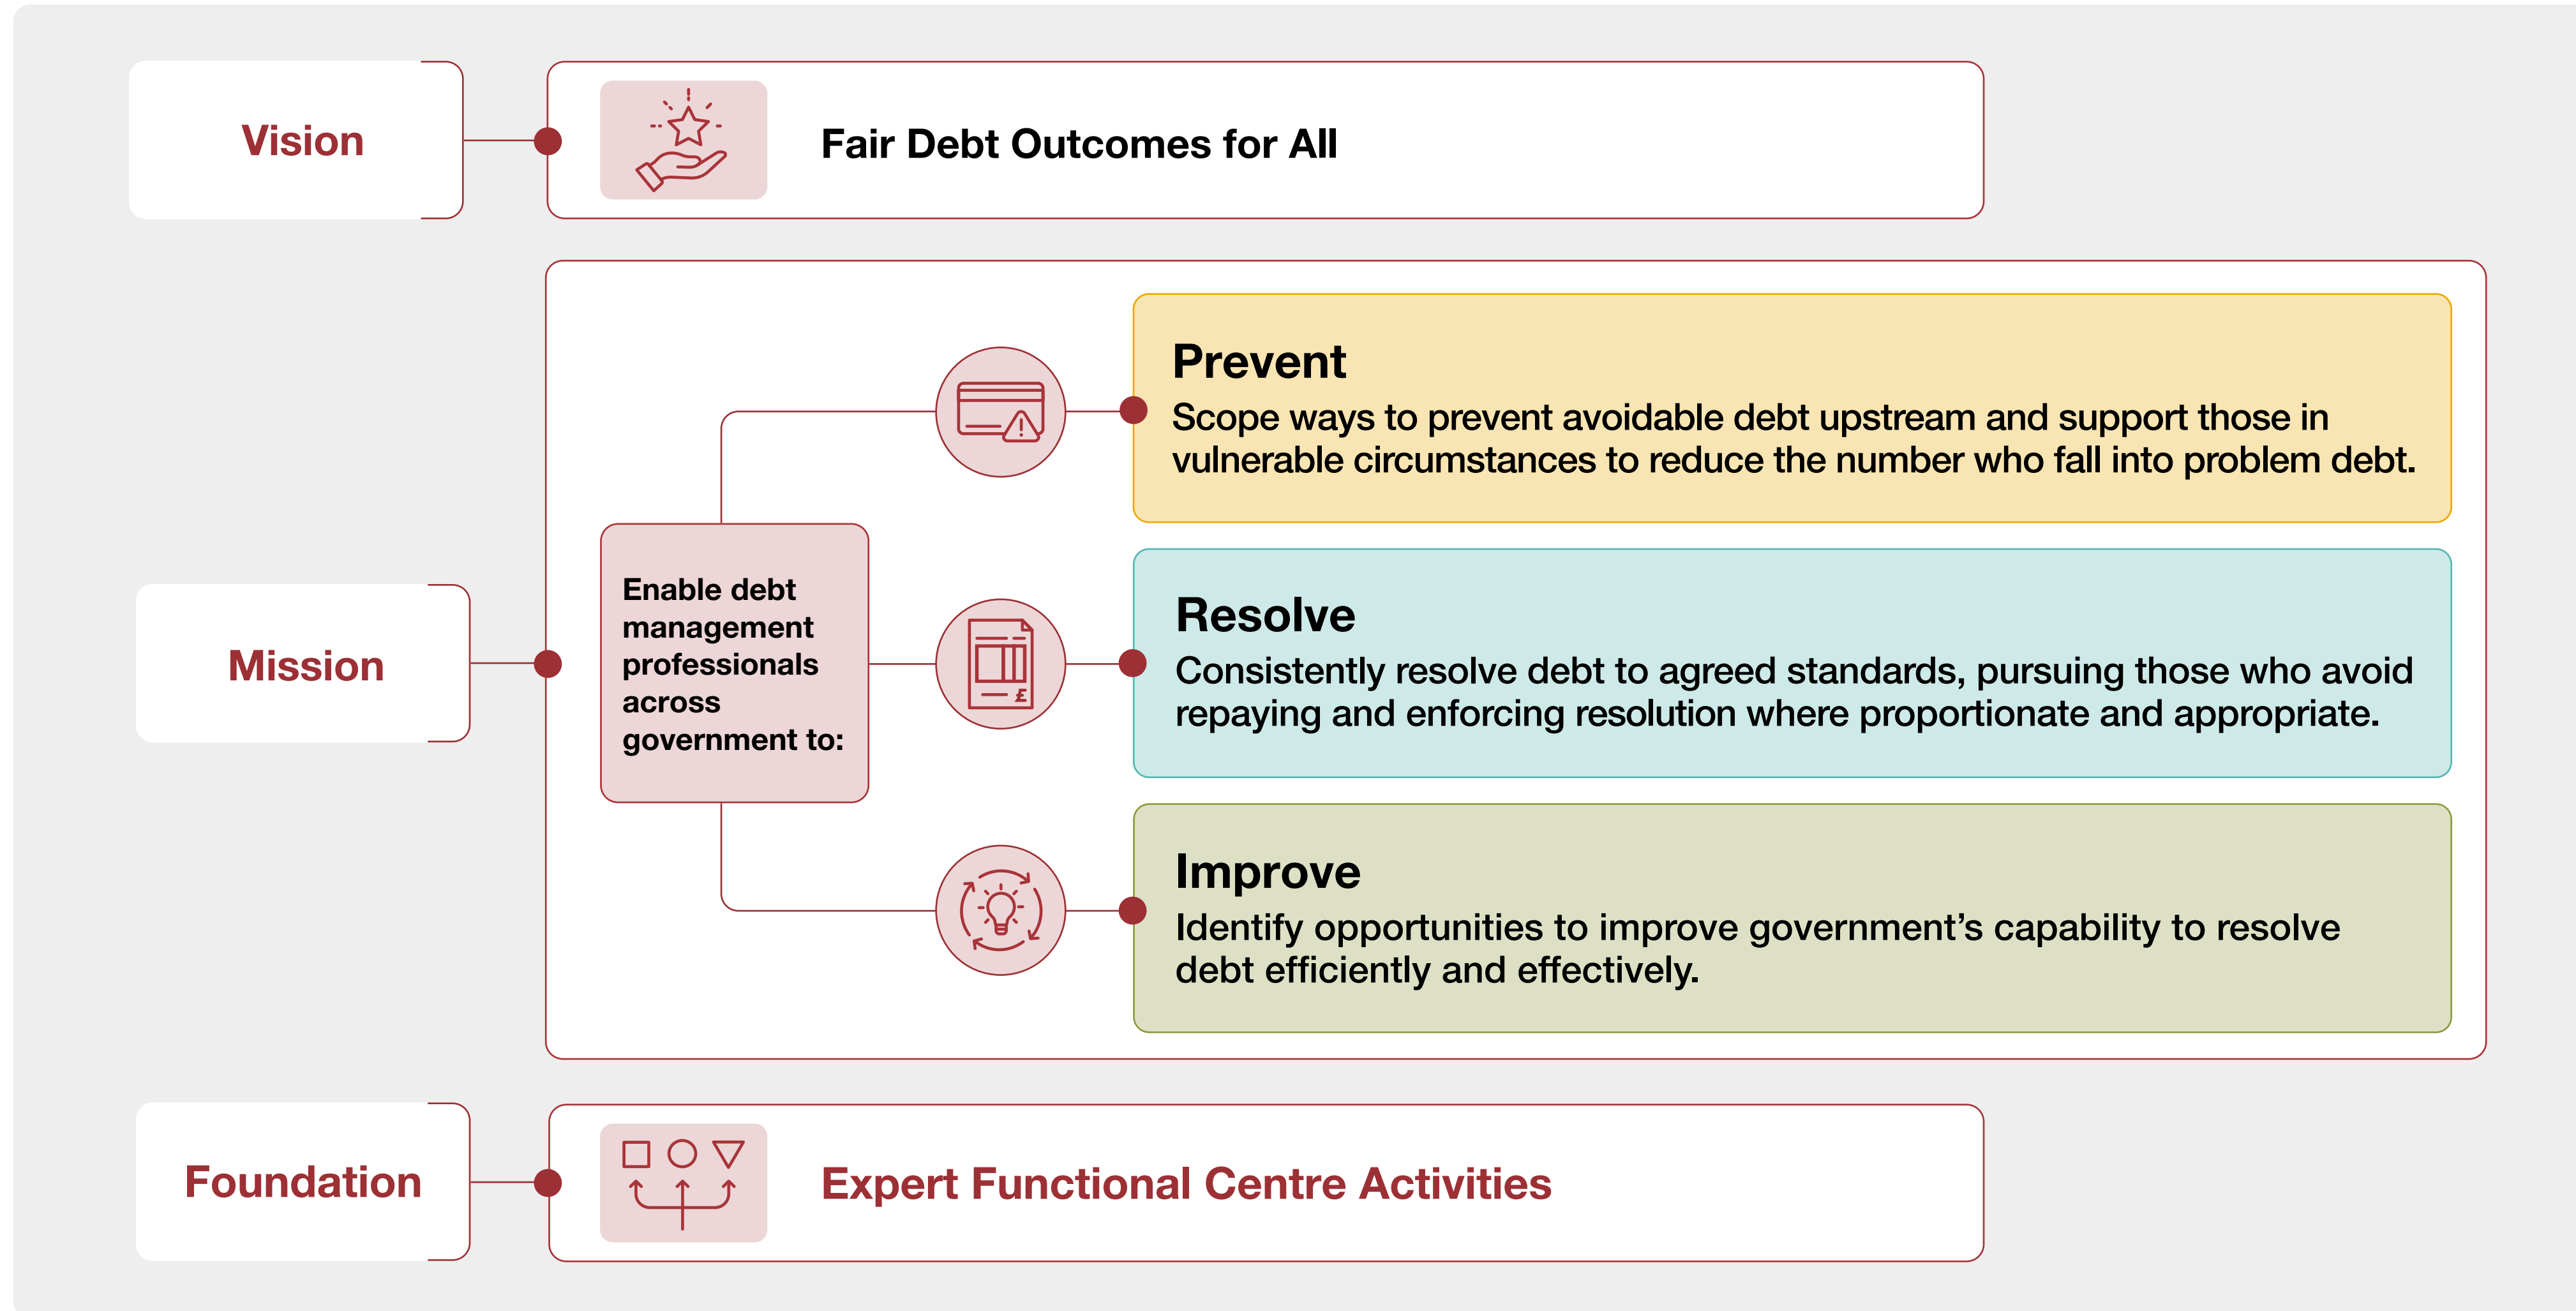 Vision
Fair Debt Outcomes for All
Mission
Enable debt
management
professionals
across
government to:
Prevent
Scope ways to prevent avoidable debt upstream and support those in
vulnerable circumstances to reduce the number who fall into problem debt.
Resolve
Consistently resolve debt to agreed standards, pursuing those who avoid
repaying and enforcing resolution where proportionate and appropriate.
£
Improve
Identify opportunities to improve government’s capability to resolve
debt efficiently and effectively.
Foundation
Expert Functional Centre Activities